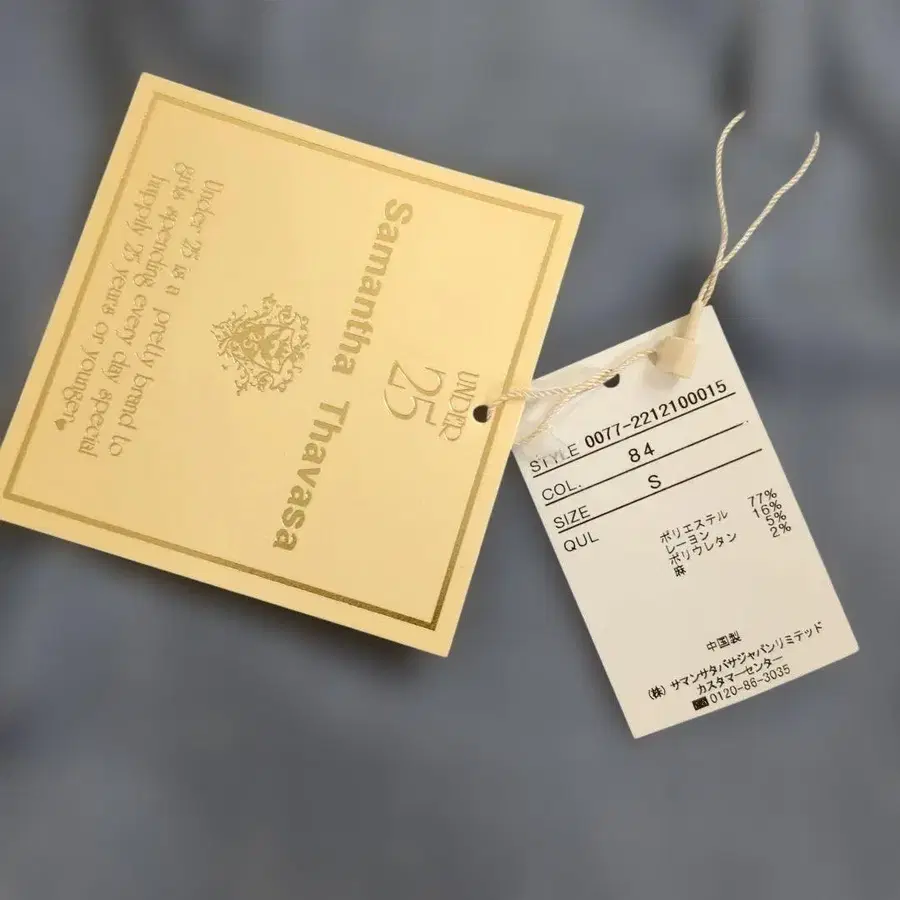 UNDER
25
Samantha Thavasa
Under 25 is a pretty brand to
girls spending every day special
happily 25 years or younger
STYLE 0077-2212100015
COL. 84
SIZE S
QUL
ポリエステル 77%
レーヨン 16%
ポリウレタン 5%
麻 2%
中国製
(株) サマンサタバサジャパンリミテッド
カスタマーセンター
0120-86-3035